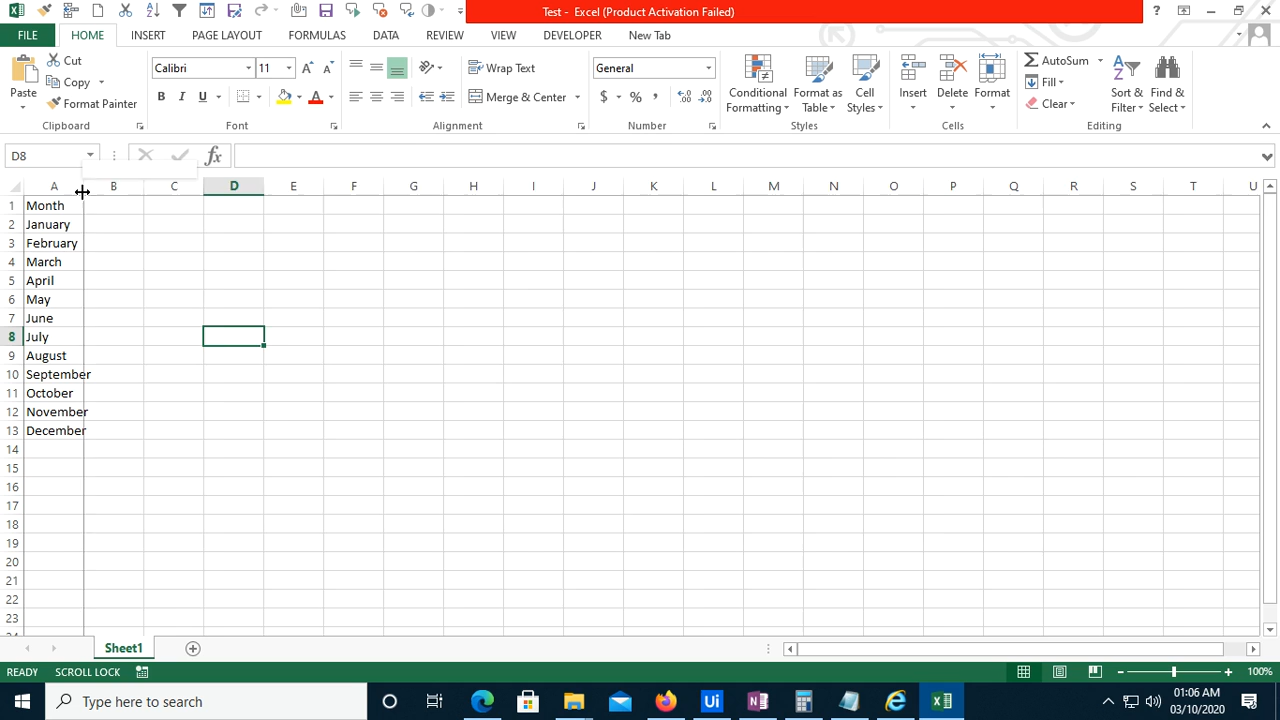 Test - Excel (Product Activation Failed)
FILE HOME INSERT PAGE LAYOUT FORMULAS DATA REVIEW VIEW DEVELOPER New Tab
Paste
Cut
Copy
Format Painter
Clipboard
Calibri 11
B I U
Font
Wrap Text
Merge & Center
Alignment
General
$ % ,
Number
Conditional Formatting
Format as Table
Cell Styles
Styles
Insert Delete Format
Cells
AutoSum
Fill
Clear
Sort & Filter
Find & Select
Editing
D8
fx
A B C D E F G H I J K L M N O P Q R S T U
1 Month
2 January
3 February
4 March
5 April
6 May
7 June
8 July
9 August
10 September
11 October
12 November
13 December
14
15
16
17
18
19
20
21
22
23
24
Sheet1
READY SCROLL LOCK 100%
Type here to search
Ui
01:06 AM
03/10/2020